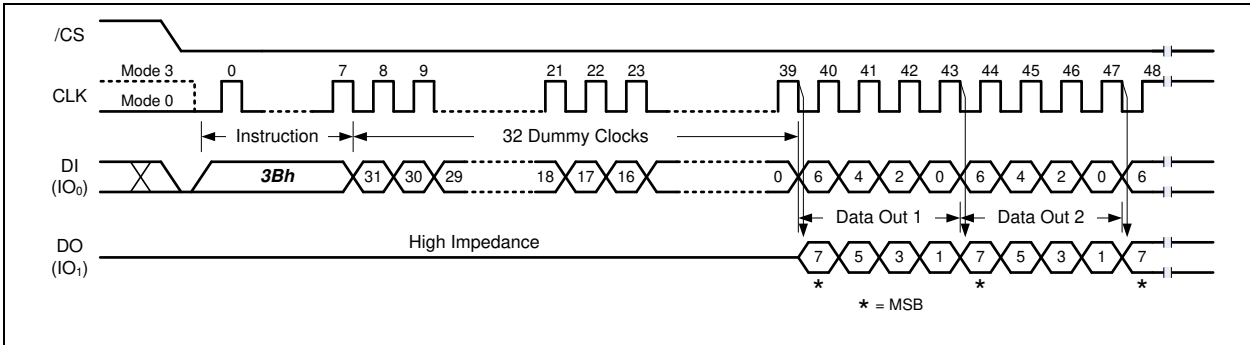 /CS
Mode 3 0 7 8 9 21 22 23 39 40 41 42 43 44 45 46 47 48
CLK
Mode 0
Instruction 32 Dummy Clocks
DI
(IO0)
3Bh 31 30 29 18 17 16 0 6 4 2 0 6 4 2 0 6
Data Out 1 Data Out 2
High Impedance
DO
(IO1)
7 5 3 1 7 5 3 1 7
* * *
* = MSB